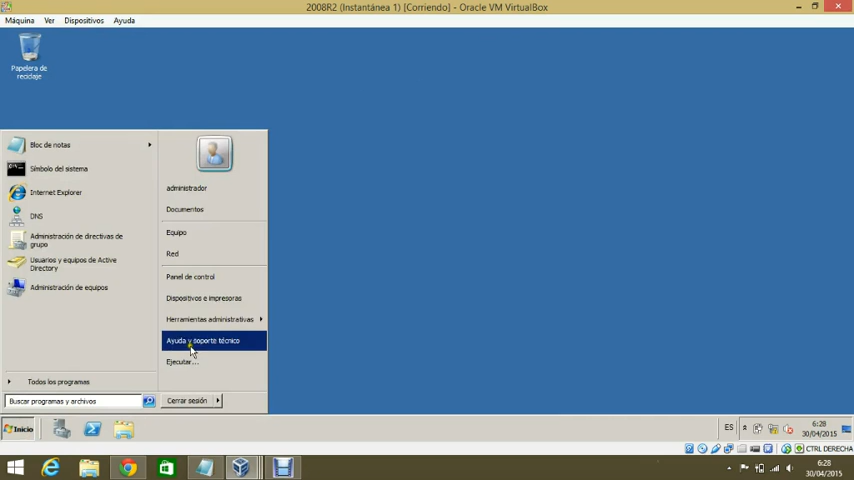 2008R2 (Instantánea 1) [Corriendo] - Oracle VM VirtualBox
Máquina Ver Dispositivos Ayuda
Papelera de
reciclaje
Bloc de notas
Símbolo del sistema
Internet Explorer
DNS
Administración de directivas de
grupo
Usuarios y equipos de Active
Directory
Administración de equipos
Todos los programas
Buscar programas y archivos
administrador
Documentos
Equipo
Red
Panel de control
Dispositivos e impresoras
Herramientas administrativas
Ayuda y soporte técnico
Ejecutar...
Cerrar sesión
Inicio
ES
6:28
30/04/2015
CTRL DERECHA
6:28
30/04/2015